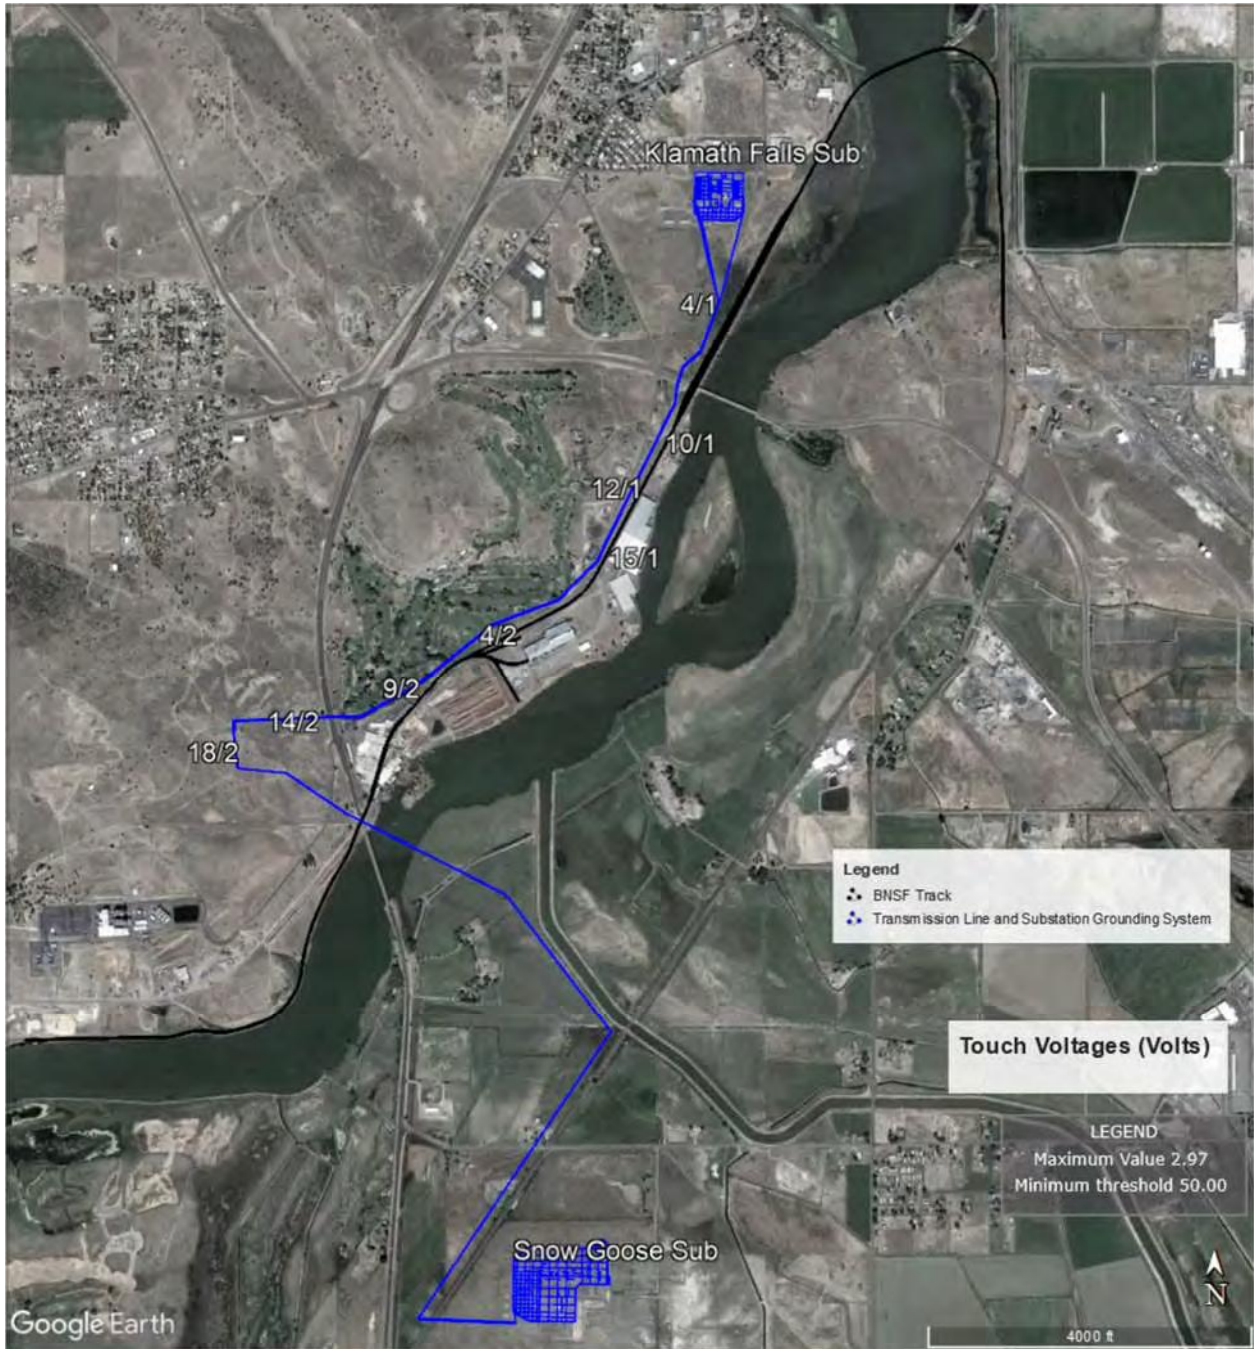 Klamath Falls Sub
4/1
10/1
12/1
15/1
4/2
9/2
14/2
18/2
Legend
BNSF Track
Transmission Line and Substation Grounding System
Touch Voltages (Volts)
LEGEND
Maximum Value 2.97
Minimum threshold 50.00
Snow Goose Sub
N
Google Earth
4000 ft